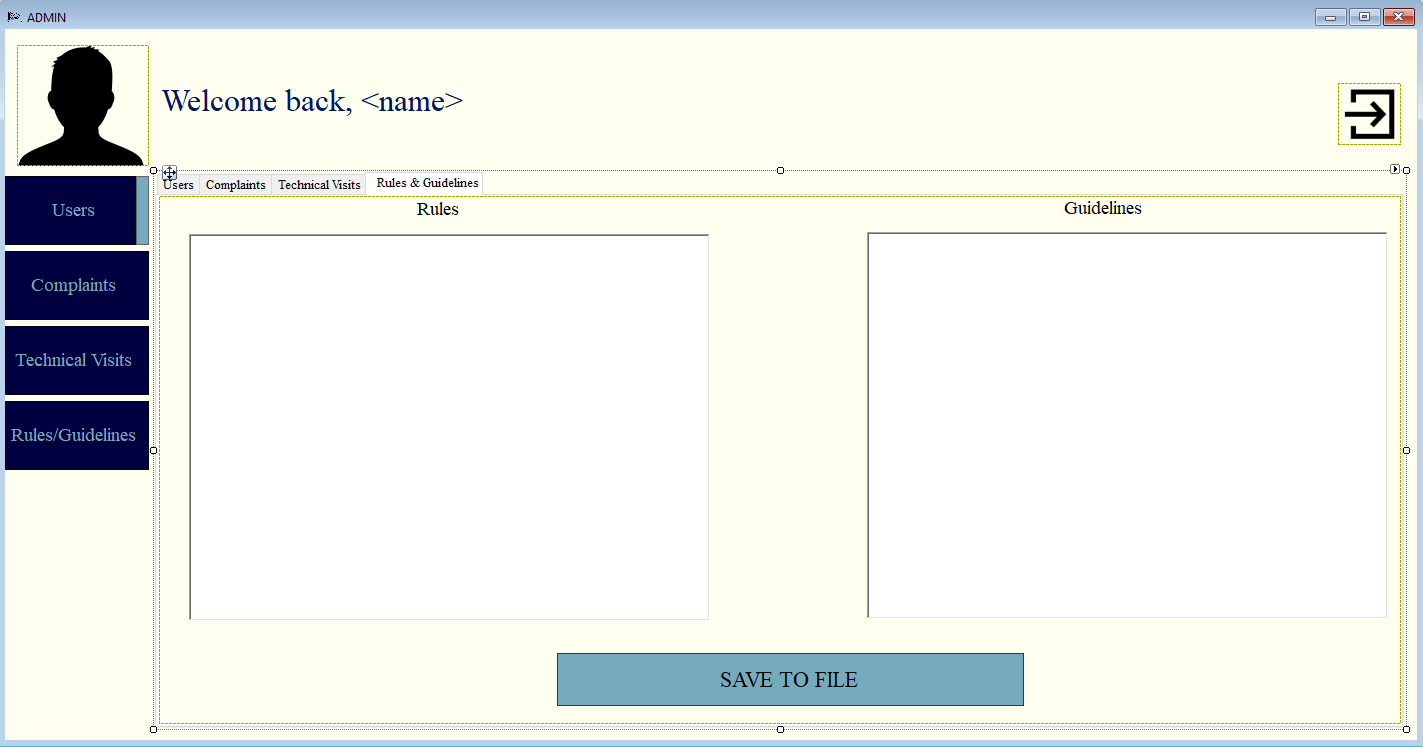 ADMIN
Welcome back, <name>
Users
Complaints
Technical Visits
Rules/Guidelines
Users Complaints Technical Visits Rules & Guidelines
Rules Guidelines
SAVE TO FILE